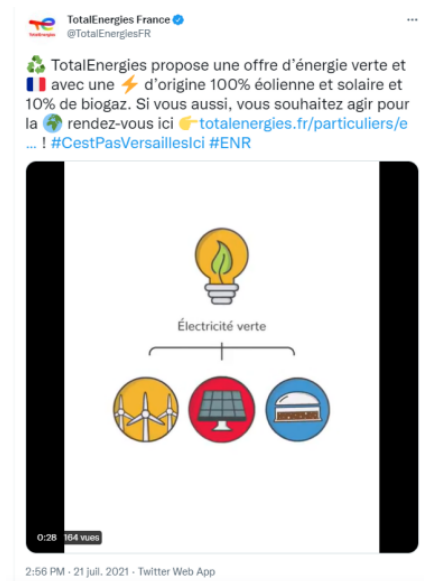 TotalEnergies France
@TotalEnergiesFR
♻️ TotalEnergies propose une offre d'énergie verte et
🇫🇷 avec une ⚡ d'origine 100% éolienne et solaire et
10% de biogaz. Si vous aussi, vous souhaitez agir pour
la 🌍 rendez-vous ici 👉 totalenergies.fr/particuliers/e
... ! #CestPasVersaillesIci #ENR
Électricité verte
0:28 164 vues
2:56 PM · 21 juil. 2021 · Twitter Web App